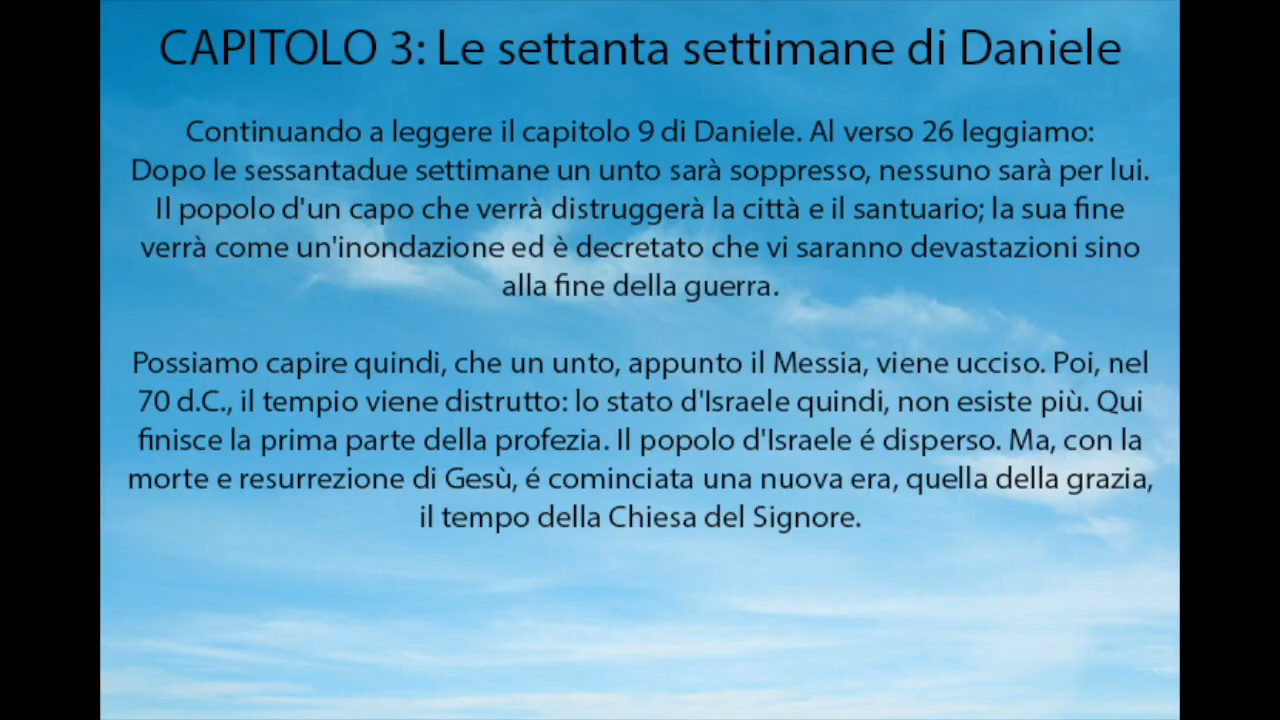 CAPITOLO 3: Le settanta settimane di Daniele
Continuando a leggere il capitolo 9 di Daniele. Al verso 26 leggiamo:
Dopo le sessantadue settimane un unto sarà soppresso, nessuno sarà per lui.
Il popolo d'un capo che verrà distruggerà la città e il santuario; la sua fine
verrà come un'inondazione ed è decretato che vi saranno devastazioni sino
alla fine della guerra.
Possiamo capire quindi, che un unto, appunto il Messia, viene ucciso. Poi, nel
70 d.C., il tempio viene distrutto: lo stato d'Israele quindi, non esiste più. Qui
finisce la prima parte della profezia. Il popolo d'Israele é disperso. Ma, con la
morte e resurrezione di Gesù, é cominciata una nuova era, quella della grazia,
il tempo della Chiesa del Signore.